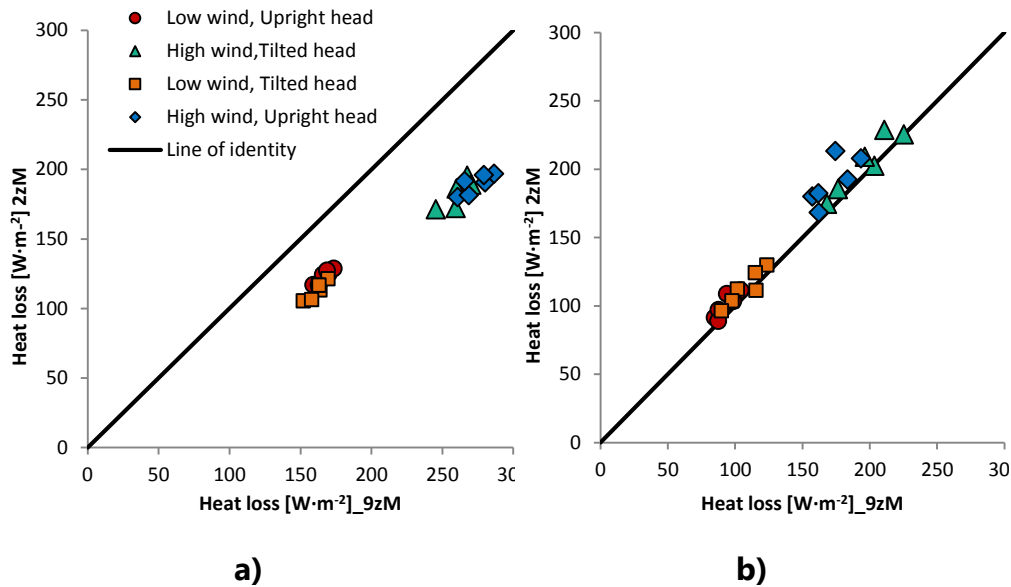 Low wind, Upright head
High wind,Tilted head
Low wind, Tilted head
High wind, Upright head
Line of identity
300
250
200
150
100
50
0
Heat loss [W·m-2] 2zM
0 50 100 150 200 250 30
Heat loss [W·m-2]_9zM
a)
300
250
200
150
100
50
0
Heat loss [W·m-2] 2zM
0 50 100 150 200 250 30
Heat loss [W·m-2]_9zM
b)